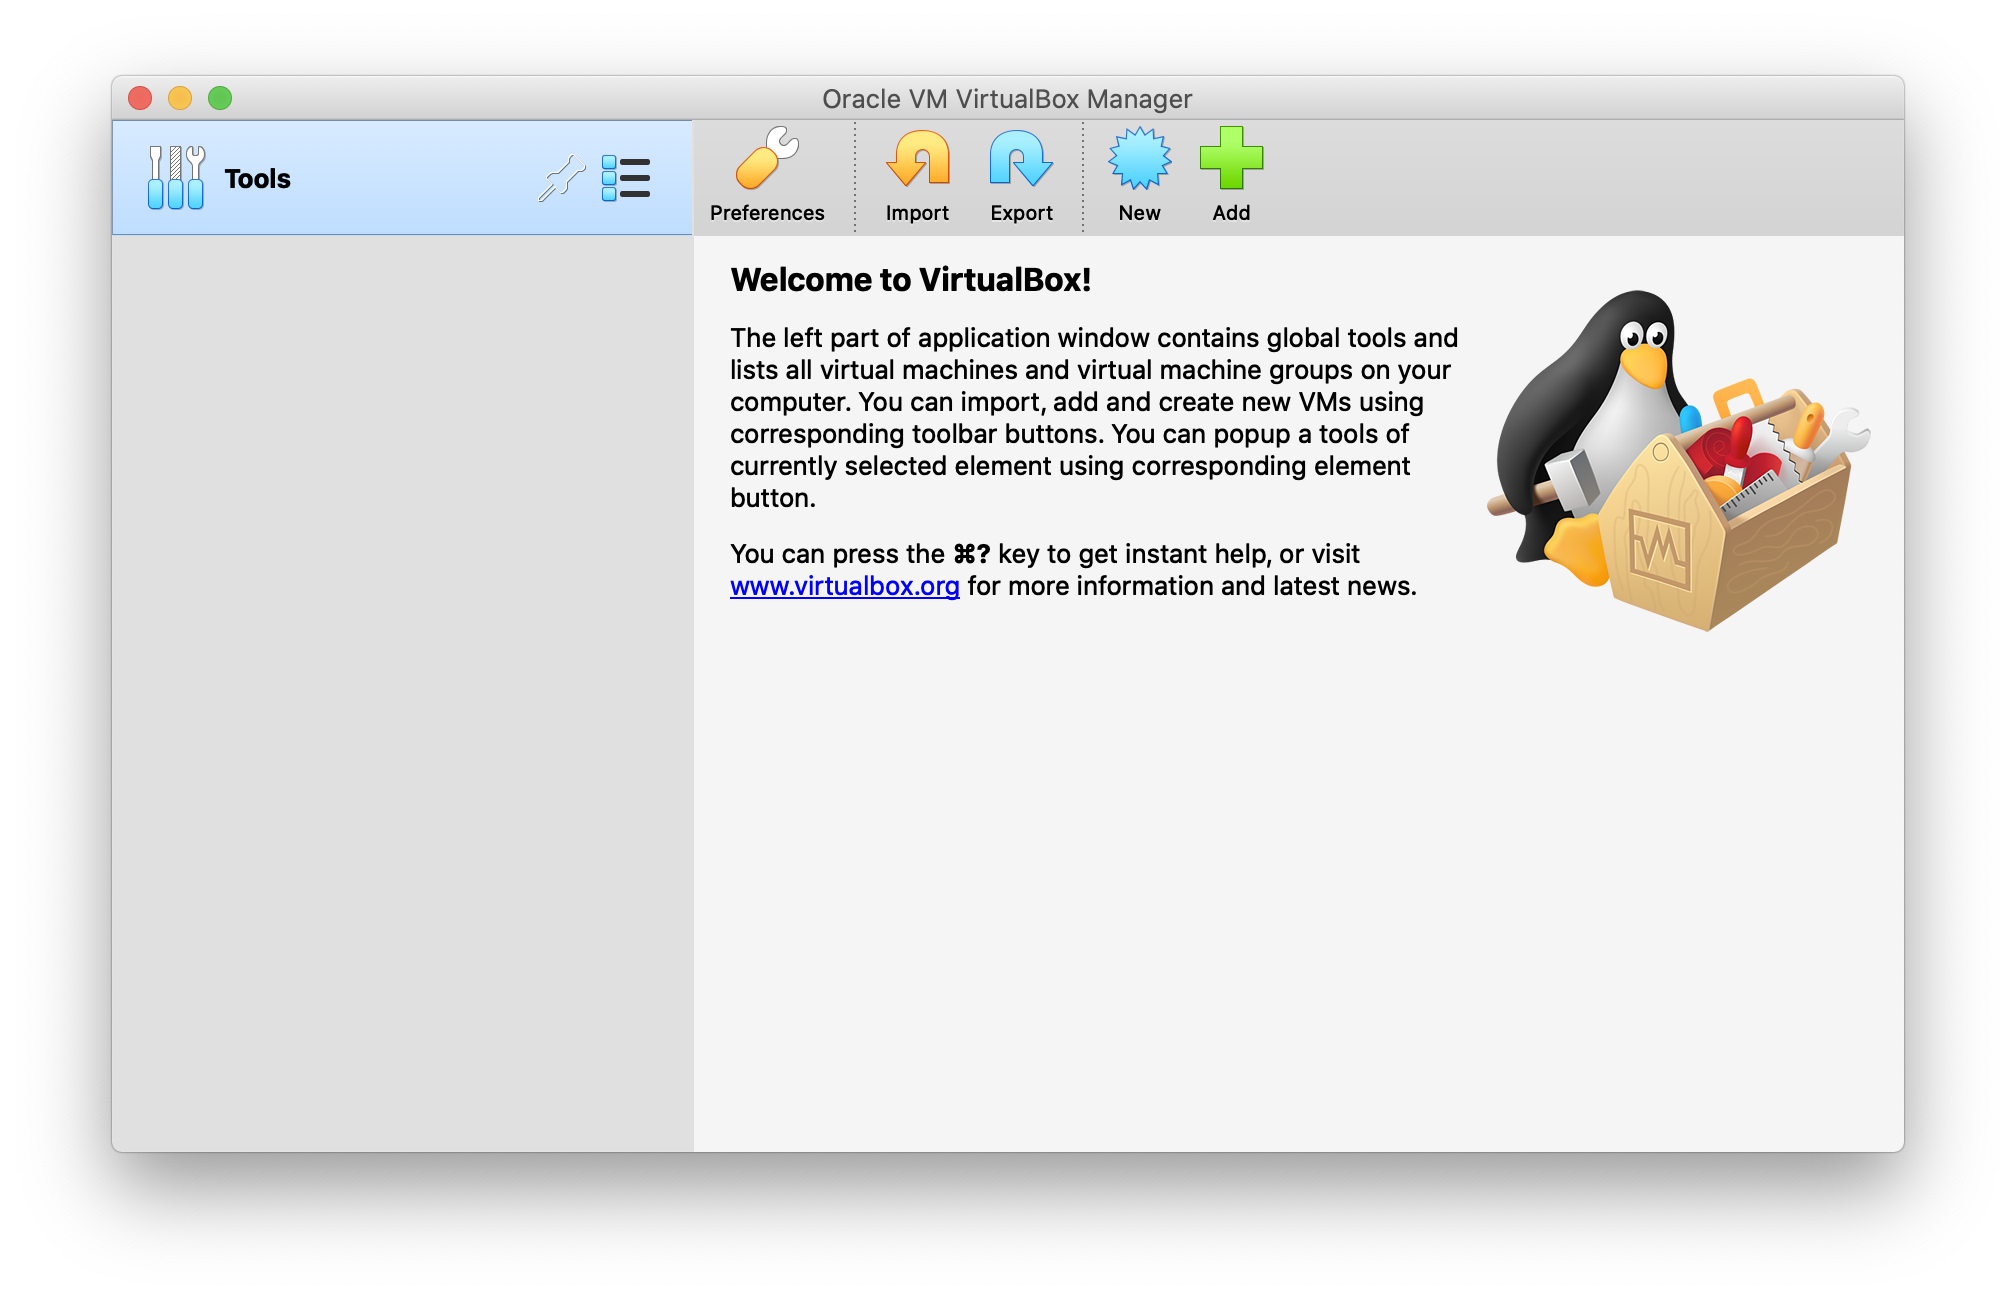 Oracle VM VirtualBox Manager
Tools
Preferences
Import
Export
New
Add
Welcome to VirtualBox!
The left part of application window contains global tools and
lists all virtual machines and virtual machine groups on your
computer. You can import, add and create new VMs using
corresponding toolbar buttons. You can popup a tools of
currently selected element using corresponding element
button.
You can press the ⌘? key to get instant help, or visit
www.virtualbox.org for more information and latest news.